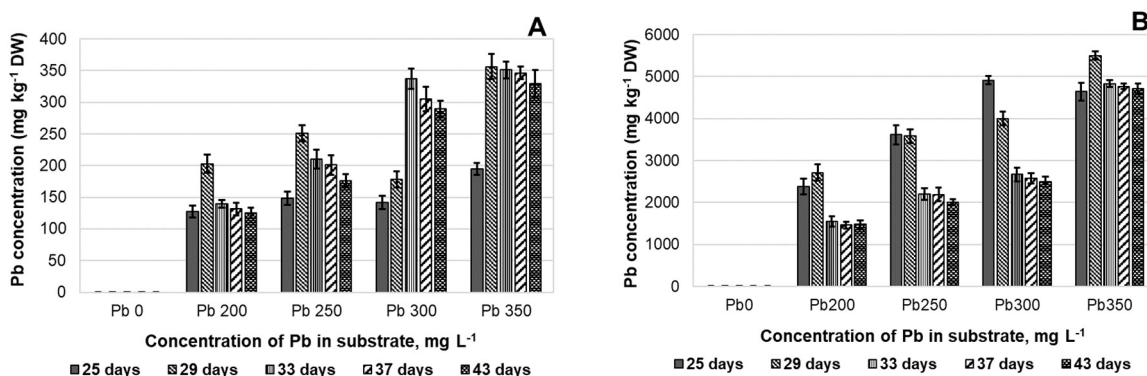 A
Pb concentration (mg kg⁻¹ DW)
400
350
300
250
200
150
100
50
0
Pb 0 Pb 200 Pb 250 Pb 300 Pb 350
Concentration of Pb in substrate, mg L⁻¹
25 days 29 days 33 days 37 days 43 days
B
Pb concentration (mg kg⁻¹ DW)
6000
5000
4000
3000
2000
1000
0
Pb0 Pb200 Pb250 Pb300 Pb350
Concentration of Pb in substrate, mg L⁻¹
25 days 29 days 33 days 37 days 43 days